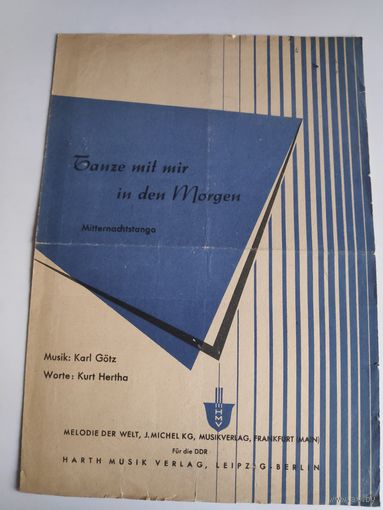 Tanze mit mir
in den Morgen
Mitternachtstango
Musik: Karl Götz
Worte: Kurt Hertha
HMV
MELODIE DER WELT, J. MICHEL KG, MUSIKVERLAG, FRANKFURT (MAIN)
Für die DDR
HARTH MUSIK VERLAG, LEIPZIG-BERLIN